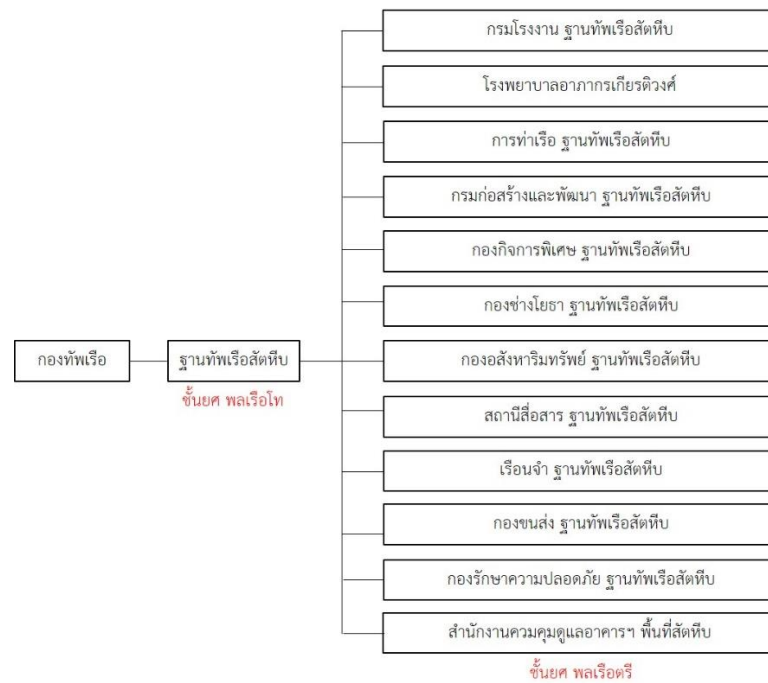 กรมโรงงาน ฐานทัพเรือสัตหีบ
โรงพยาบาลอาภากรเกียรติวงศ์
การท่าเรือ ฐานทัพเรือสัตหีบ
กรมก่อสร้างและพัฒนา ฐานทัพเรือสัตหีบ
กองกิจการพิเศษ ฐานทัพเรือสัตหีบ
กองช่างโยธา ฐานทัพเรือสัตหีบ
กองทัพเรือ
ฐานทัพเรือสัตหีบ
กองอสังหาริมทรัพย์ ฐานทัพเรือสัตหีบ
ชั้นยศ พลเรือโท
สถานีสื่อสาร ฐานทัพเรือสัตหีบ
เรือนจำ ฐานทัพเรือสัตหีบ
กองขนส่ง ฐานทัพเรือสัตหีบ
กองรักษาความปลอดภัย ฐานทัพเรือสัตหีบ
สำนักงานควมคุมดูแลอาคารฯ พื้นที่สัตหีบ
ชั้นยศ พลเรือตรี